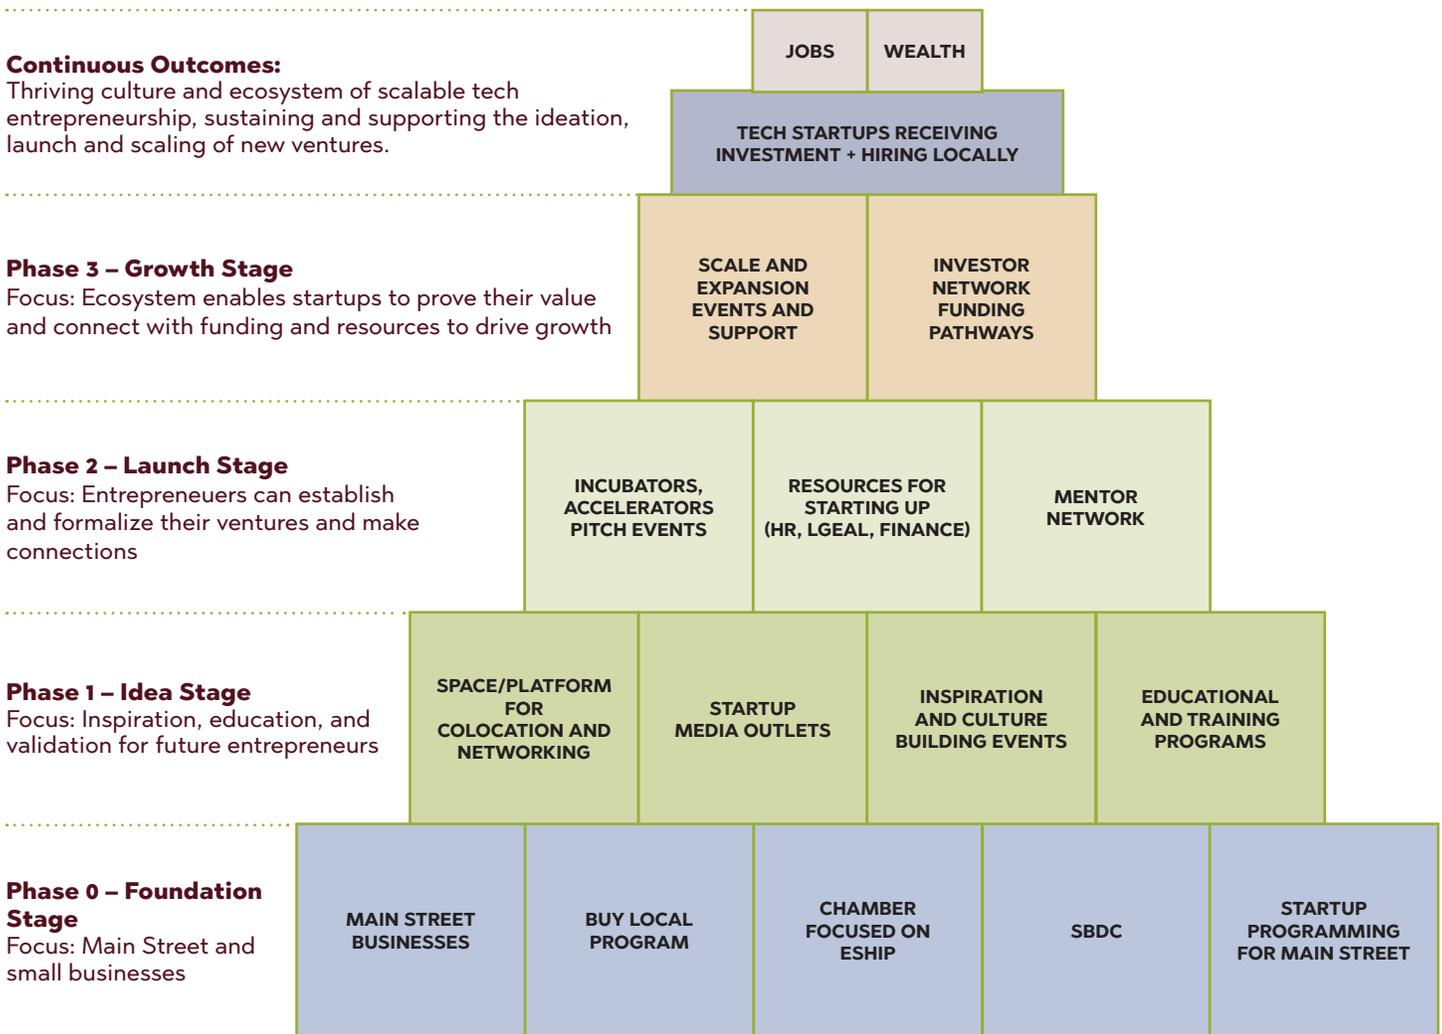 JOBS
WEALTH
Continuous Outcomes:
Thriving culture and ecosystem of scalable tech
entrepreneurship, sustaining and supporting the ideation,
launch and scaling of new ventures.
TECH STARTUPS RECEIVING
INVESTMENT + HIRING LOCALLY
Phase 3 – Growth Stage
Focus: Ecosystem enables startups to prove their value
and connect with funding and resources to drive growth
SCALE AND
EXPANSION
EVENTS AND
SUPPORT
INVESTOR
NETWORK
FUNDING
PATHWAYS
Phase 2 – Launch Stage
Focus: Entrepreneuers can establish
and formalize their ventures and make
connections
INCUBATORS,
ACCELERATORS
PITCH EVENTS
RESOURCES FOR
STARTING UP
(HR, LGEAL, FINANCE)
MENTOR
NETWORK
Phase 1 – Idea Stage
Focus: Inspiration, education, and
validation for future entrepreneurs
SPACE/PLATFORM
FOR
COLOCATION AND
NETWORKING
STARTUP
MEDIA OUTLETS
INSPIRATION
AND CULTURE
BUILDING EVENTS
EDUCATIONAL
AND TRAINING
PROGRAMS
Phase 0 – Foundation
Stage
Focus: Main Street and
small businesses
MAIN STREET
BUSINESSES
BUY LOCAL
PROGRAM
CHAMBER
FOCUSED ON
ESHIP
SBDC
STARTUP
PROGRAMMING
FOR MAIN STREET